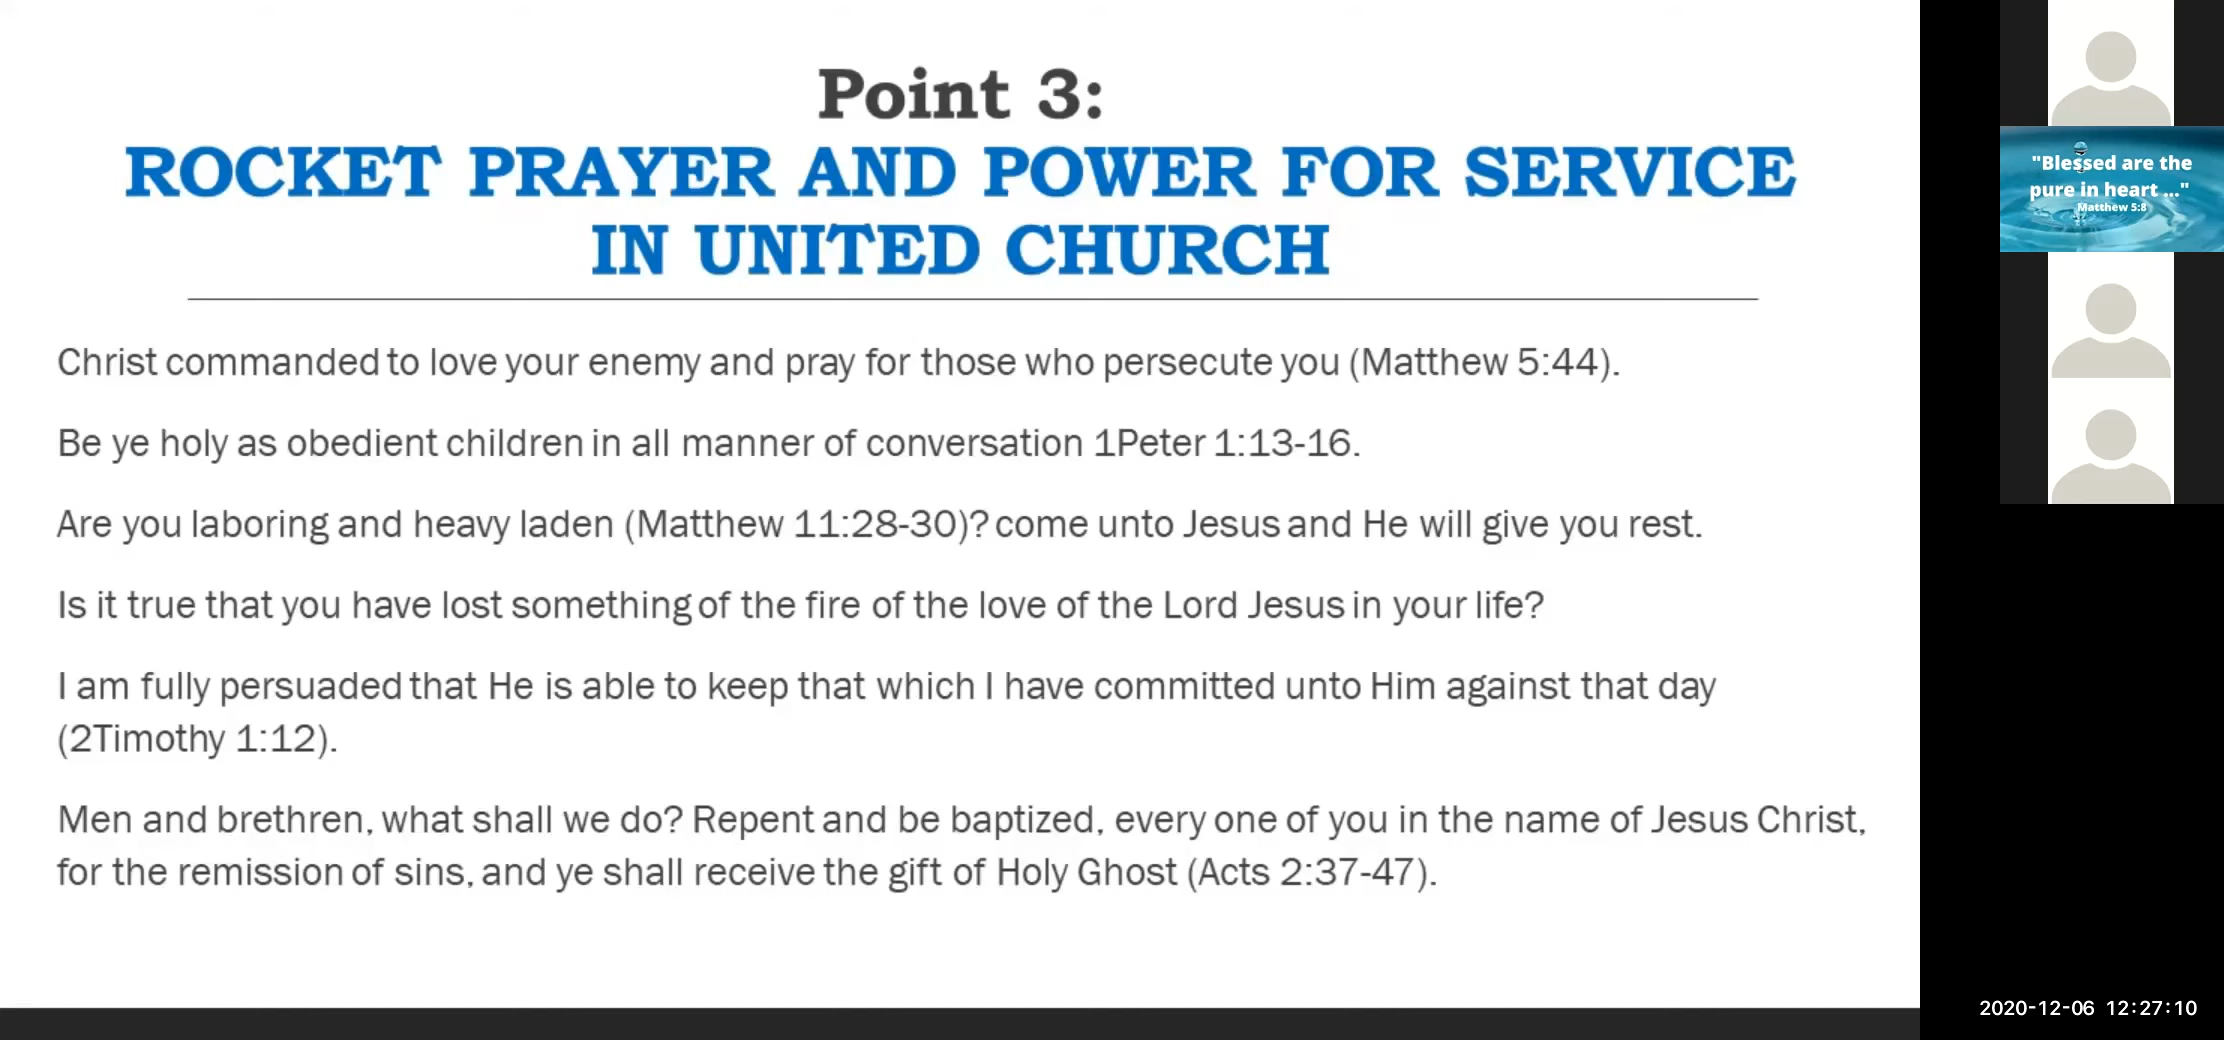 Point 3:
ROCKET PRAYER AND POWER FOR SERVICE
IN UNITED CHURCH
Christ commanded to love your enemy and pray for those who persecute you (Matthew 5:44).
Be ye holy as obedient children in all manner of conversation 1Peter 1:13-16.
Are you laboring and heavy laden (Matthew 11:28-30)? come unto Jesus and He will give you rest.
Is it true that you have lost something of the fire of the love of the Lord Jesus in your life?
I am fully persuaded that He is able to keep that which I have committed unto Him against that day
(2Timothy 1:12).
Men and brethren, what shall we do? Repent and be baptized, every one of you in the name of Jesus Christ,
for the remission of sins, and ye shall receive the gift of Holy Ghost (Acts 2:37-47).
"Blessed are the
pure in heart ..."
Matthew 5:8
2020-12-06 12:27:10